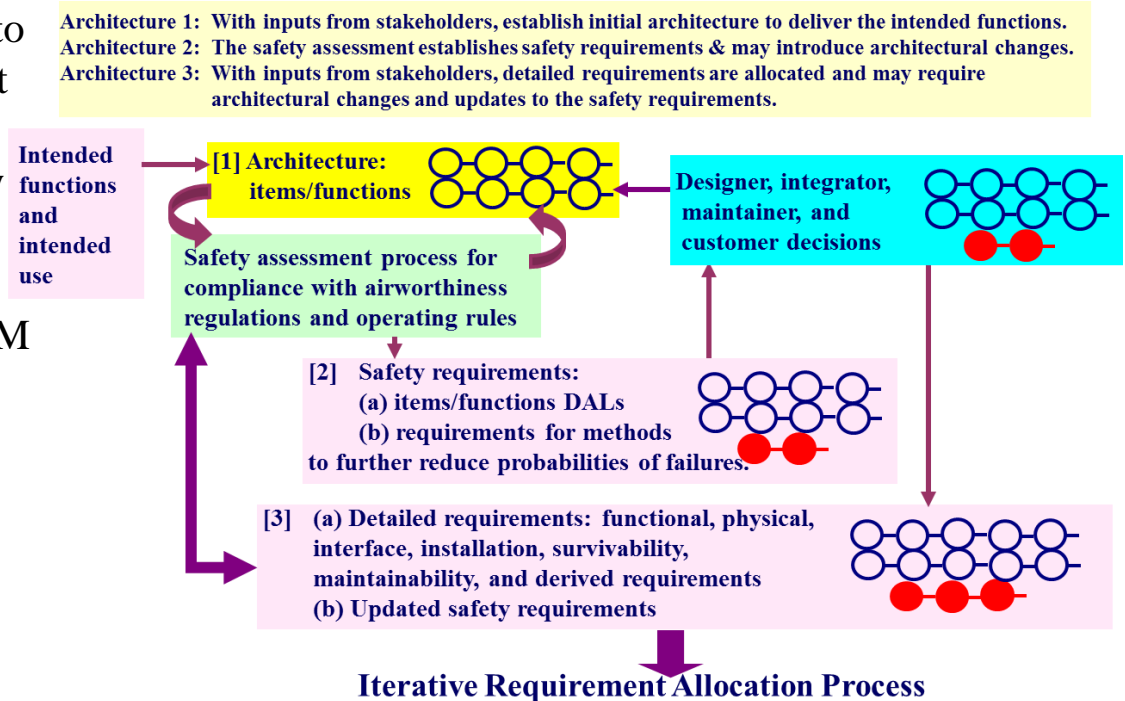 Architecture 1: With inputs from stakeholders, establish initial architecture to deliver the intended functions.
Architecture 2: The safety assessment establishes safety requirements & may introduce architectural changes.
Architecture 3: With inputs from stakeholders, detailed requirements are allocated and may require
architectural changes and updates to the safety requirements.
to
t
y
M
Intended
functions
and
intended
use
[1] Architecture:
items/functions
Designer, integrator,
maintainer, and
customer decisions
Safety assessment process for
compliance with airworthiness
regulations and operating rules
[2] Safety requirements:
(a) items/functions DALs
(b) requirements for methods
to further reduce probabilities of failures.
[3] (a) Detailed requirements: functional, physical,
interface, installation, survivability,
maintainability, and derived requirements
(b) Updated safety requirements
Iterative Requirement Allocation Process